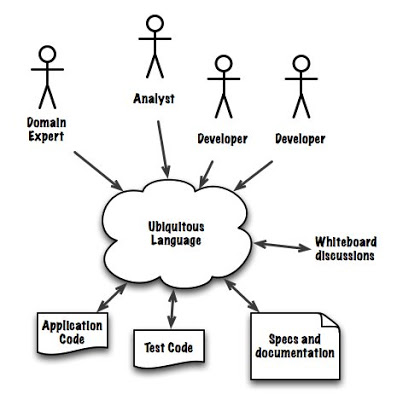 Analyst
Domain
Expert
Developer
Developer
Ubiquitous
Language
Whiteboard
discussions
Application
Code
Test Code
Specs and
documentation